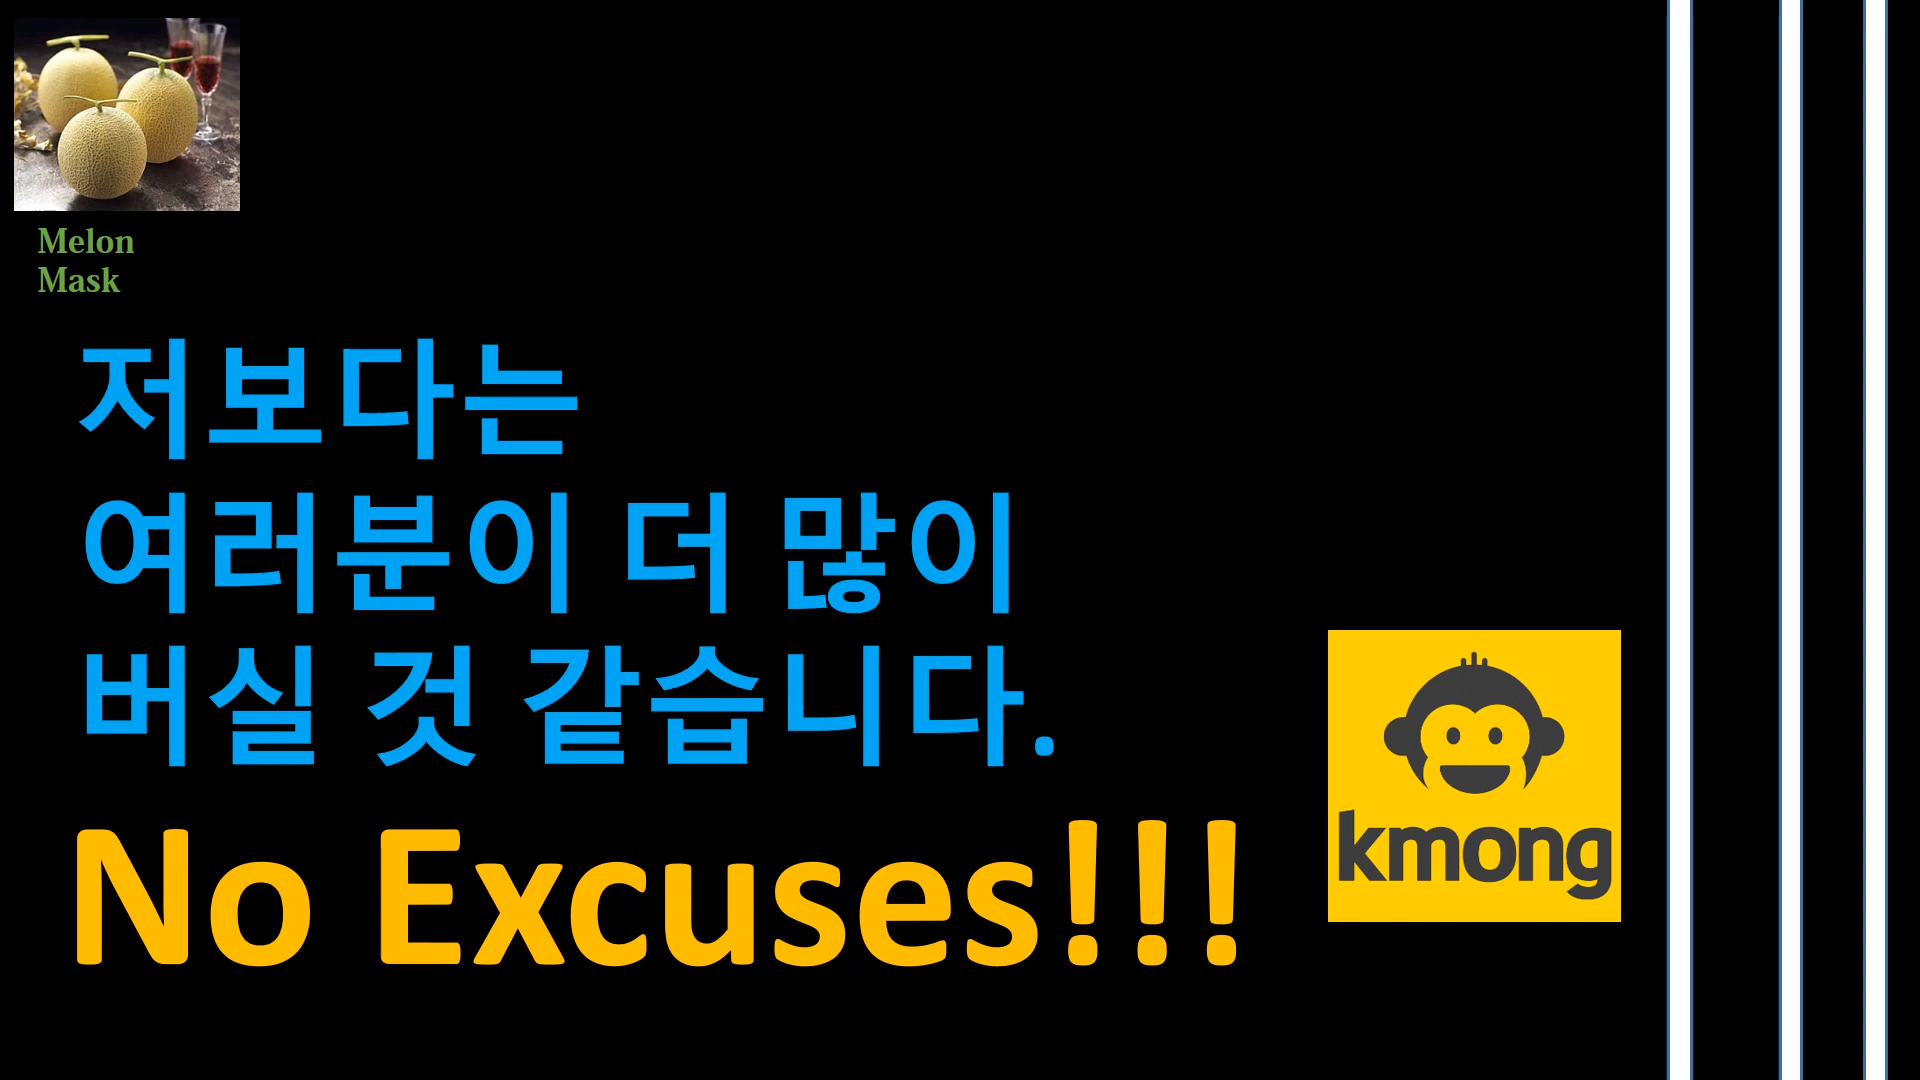 Melon
Mask
저보다는
여러분이 더 많이
버실 것 같습니다.
No Excuses!!!
kmong